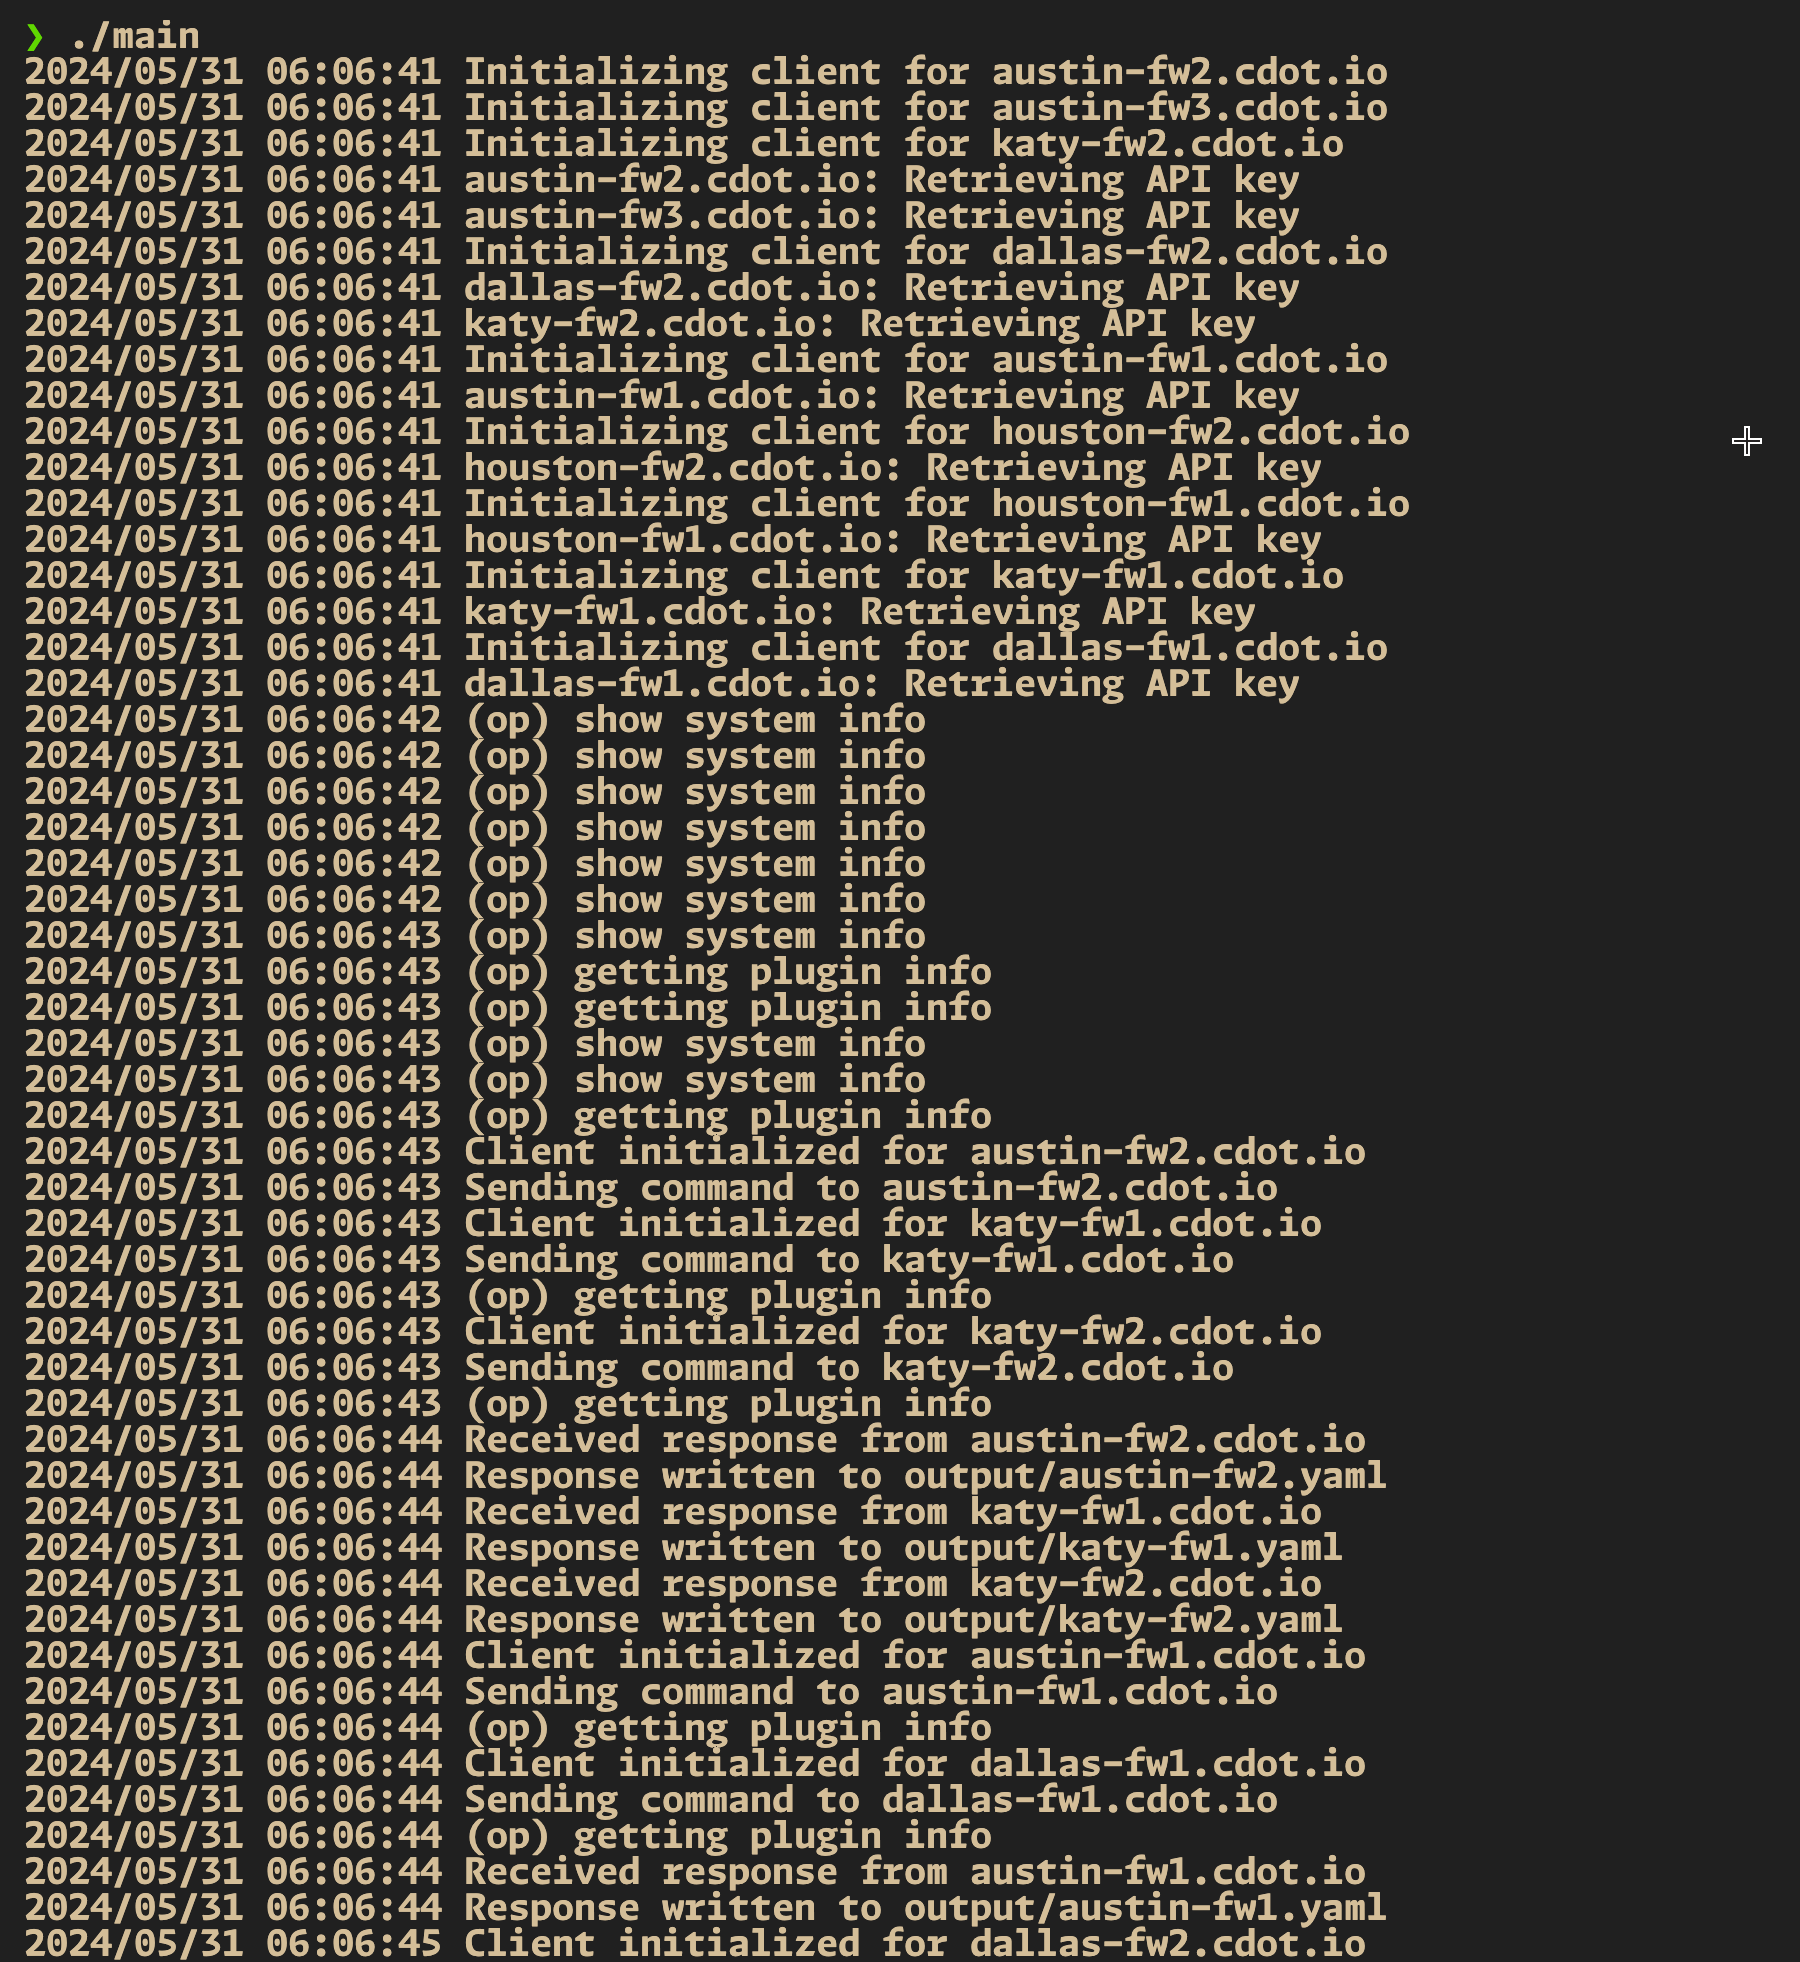 ❯ ./main
2024/05/31 06:06:41 Initializing client for austin-fw2.cdot.io
2024/05/31 06:06:41 Initializing client for austin-fw3.cdot.io
2024/05/31 06:06:41 Initializing client for katy-fw2.cdot.io
2024/05/31 06:06:41 austin-fw2.cdot.io: Retrieving API key
2024/05/31 06:06:41 austin-fw3.cdot.io: Retrieving API key
2024/05/31 06:06:41 Initializing client for dallas-fw2.cdot.io
2024/05/31 06:06:41 dallas-fw2.cdot.io: Retrieving API key
2024/05/31 06:06:41 katy-fw2.cdot.io: Retrieving API key
2024/05/31 06:06:41 Initializing client for austin-fw1.cdot.io
2024/05/31 06:06:41 austin-fw1.cdot.io: Retrieving API key
2024/05/31 06:06:41 Initializing client for houston-fw2.cdot.io
2024/05/31 06:06:41 houston-fw2.cdot.io: Retrieving API key
2024/05/31 06:06:41 Initializing client for houston-fw1.cdot.io
2024/05/31 06:06:41 houston-fw1.cdot.io: Retrieving API key
2024/05/31 06:06:41 Initializing client for katy-fw1.cdot.io
2024/05/31 06:06:41 katy-fw1.cdot.io: Retrieving API key
2024/05/31 06:06:41 Initializing client for dallas-fw1.cdot.io
2024/05/31 06:06:41 dallas-fw1.cdot.io: Retrieving API key
2024/05/31 06:06:42 (op) show system info
2024/05/31 06:06:42 (op) show system info
2024/05/31 06:06:42 (op) show system info
2024/05/31 06:06:42 (op) show system info
2024/05/31 06:06:42 (op) show system info
2024/05/31 06:06:42 (op) show system info
2024/05/31 06:06:43 (op) show system info
2024/05/31 06:06:43 (op) getting plugin info
2024/05/31 06:06:43 (op) getting plugin info
2024/05/31 06:06:43 (op) show system info
2024/05/31 06:06:43 (op) show system info
2024/05/31 06:06:43 (op) getting plugin info
2024/05/31 06:06:43 Client initialized for austin-fw2.cdot.io
2024/05/31 06:06:43 Sending command to austin-fw2.cdot.io
2024/05/31 06:06:43 Client initialized for katy-fw1.cdot.io
2024/05/31 06:06:43 Sending command to katy-fw1.cdot.io
2024/05/31 06:06:43 (op) getting plugin info
2024/05/31 06:06:43 Client initialized for katy-fw2.cdot.io
2024/05/31 06:06:43 Sending command to katy-fw2.cdot.io
2024/05/31 06:06:43 (op) getting plugin info
2024/05/31 06:06:44 Received response from austin-fw2.cdot.io
2024/05/31 06:06:44 Response written to output/austin-fw2.yaml
2024/05/31 06:06:44 Received response from katy-fw1.cdot.io
2024/05/31 06:06:44 Response written to output/katy-fw1.yaml
2024/05/31 06:06:44 Received response from katy-fw2.cdot.io
2024/05/31 06:06:44 Response written to output/katy-fw2.yaml
2024/05/31 06:06:44 Client initialized for austin-fw1.cdot.io
2024/05/31 06:06:44 Sending command to austin-fw1.cdot.io
2024/05/31 06:06:44 (op) getting plugin info
2024/05/31 06:06:44 Client initialized for dallas-fw1.cdot.io
2024/05/31 06:06:44 Sending command to dallas-fw1.cdot.io
2024/05/31 06:06:44 (op) getting plugin info
2024/05/31 06:06:44 Received response from austin-fw1.cdot.io
2024/05/31 06:06:44 Response written to output/austin-fw1.yaml
2024/05/31 06:06:45 Client initialized for dallas-fw2.cdot.io